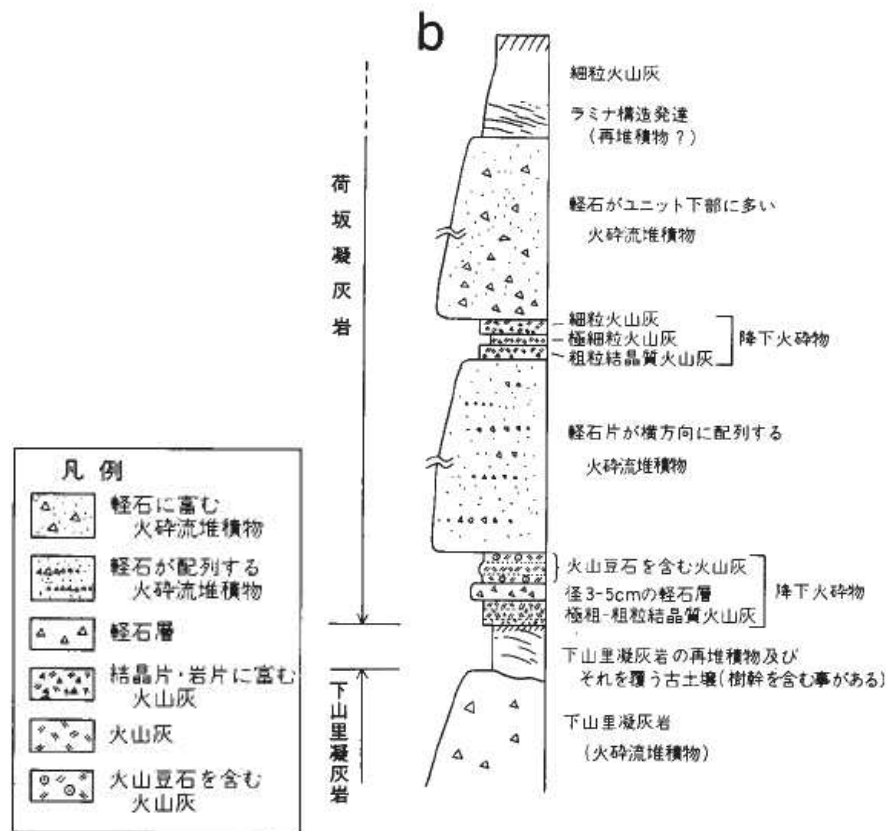 b
細粒火山灰
ラミナ構造発達
(再堆積物?)
軽石がユニット下部に多い
火砕流堆積物
細粒火山灰
極細粒火山灰
粗粒結晶質火山灰
降下火砕物
軽石片が横方向に配列する
火砕流堆積物
火山豆石を含む火山灰
径3-5cmの軽石層
極粗-粗粒結晶質火山灰
降下火砕物
下山里凝灰岩の再堆積物及び
それを覆う古土壌(樹幹を含む事がある)
下山里凝灰岩
(火砕流堆積物)
荷坂凝灰岩
下山里凝灰岩
凡例
軽石に富む
火砕流堆積物
軽石が配列する
火砕流堆積物
軽石層
結晶片・岩片に富む
火山灰
火山灰
火山豆石を含む
火山灰